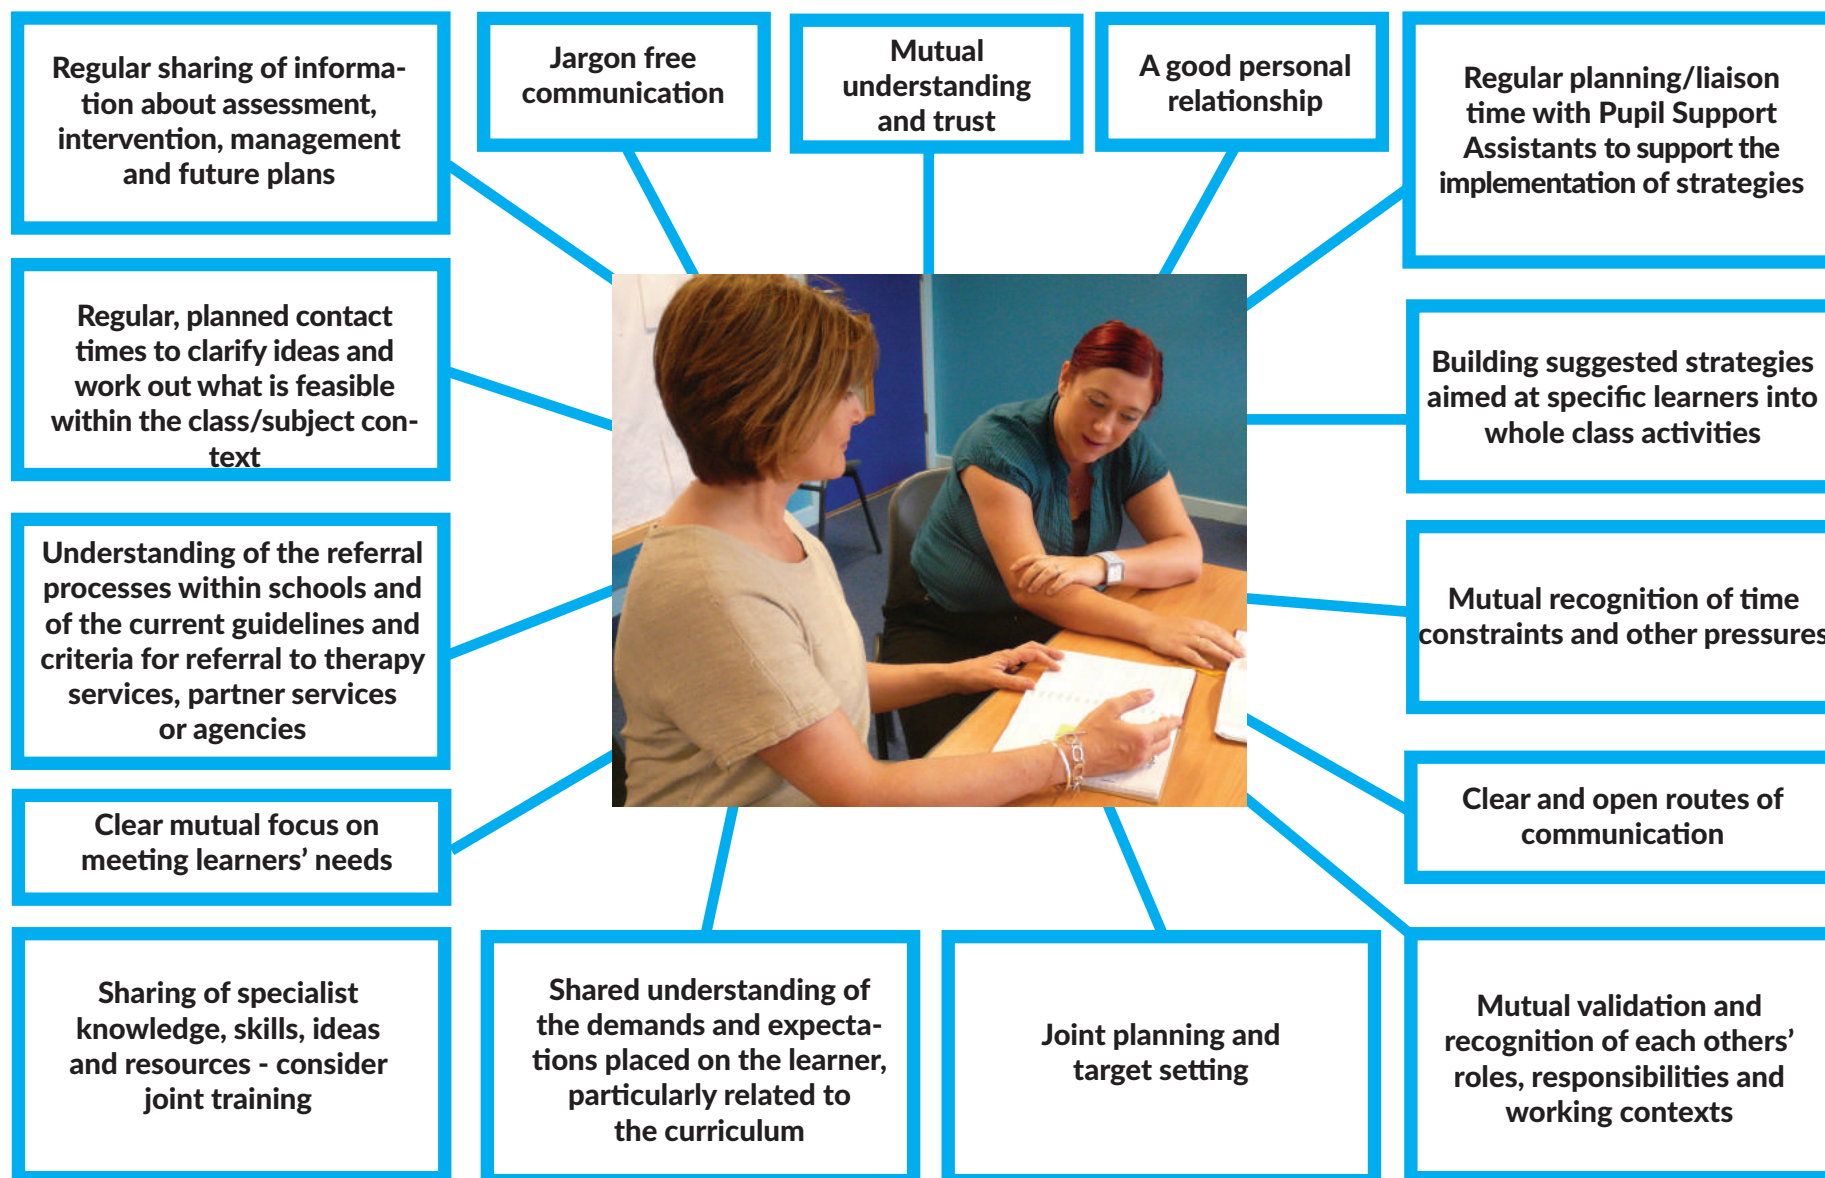 Regular sharing of informa-
tion about assessment,
intervention, management
and future plans
Jargon free
communication
Mutual
understanding
and trust
A good personal
relationship
Regular planning/liaison
time with Pupil Support
Assistants to support the
implementation of strategies
Regular, planned contact
times to clarify ideas and
work out what is feasible
within the class/subject con-
text
Building suggested strategies
aimed at specific learners into
whole class activities
Understanding of the referral
processes within schools and
of the current guidelines and
criteria for referral to therapy
services, partner services
or agencies
Mutual recognition of time
constraints and other pressures
Clear mutual focus on
meeting learners’ needs
Clear and open routes of
communication
Sharing of specialist
knowledge, skills, ideas
and resources - consider
joint training
Shared understanding of
the demands and expecta-
tions placed on the learner,
particularly related to
the curriculum
Joint planning and
target setting
Mutual validation and
recognition of each others’
roles, responsibilities and
working contexts